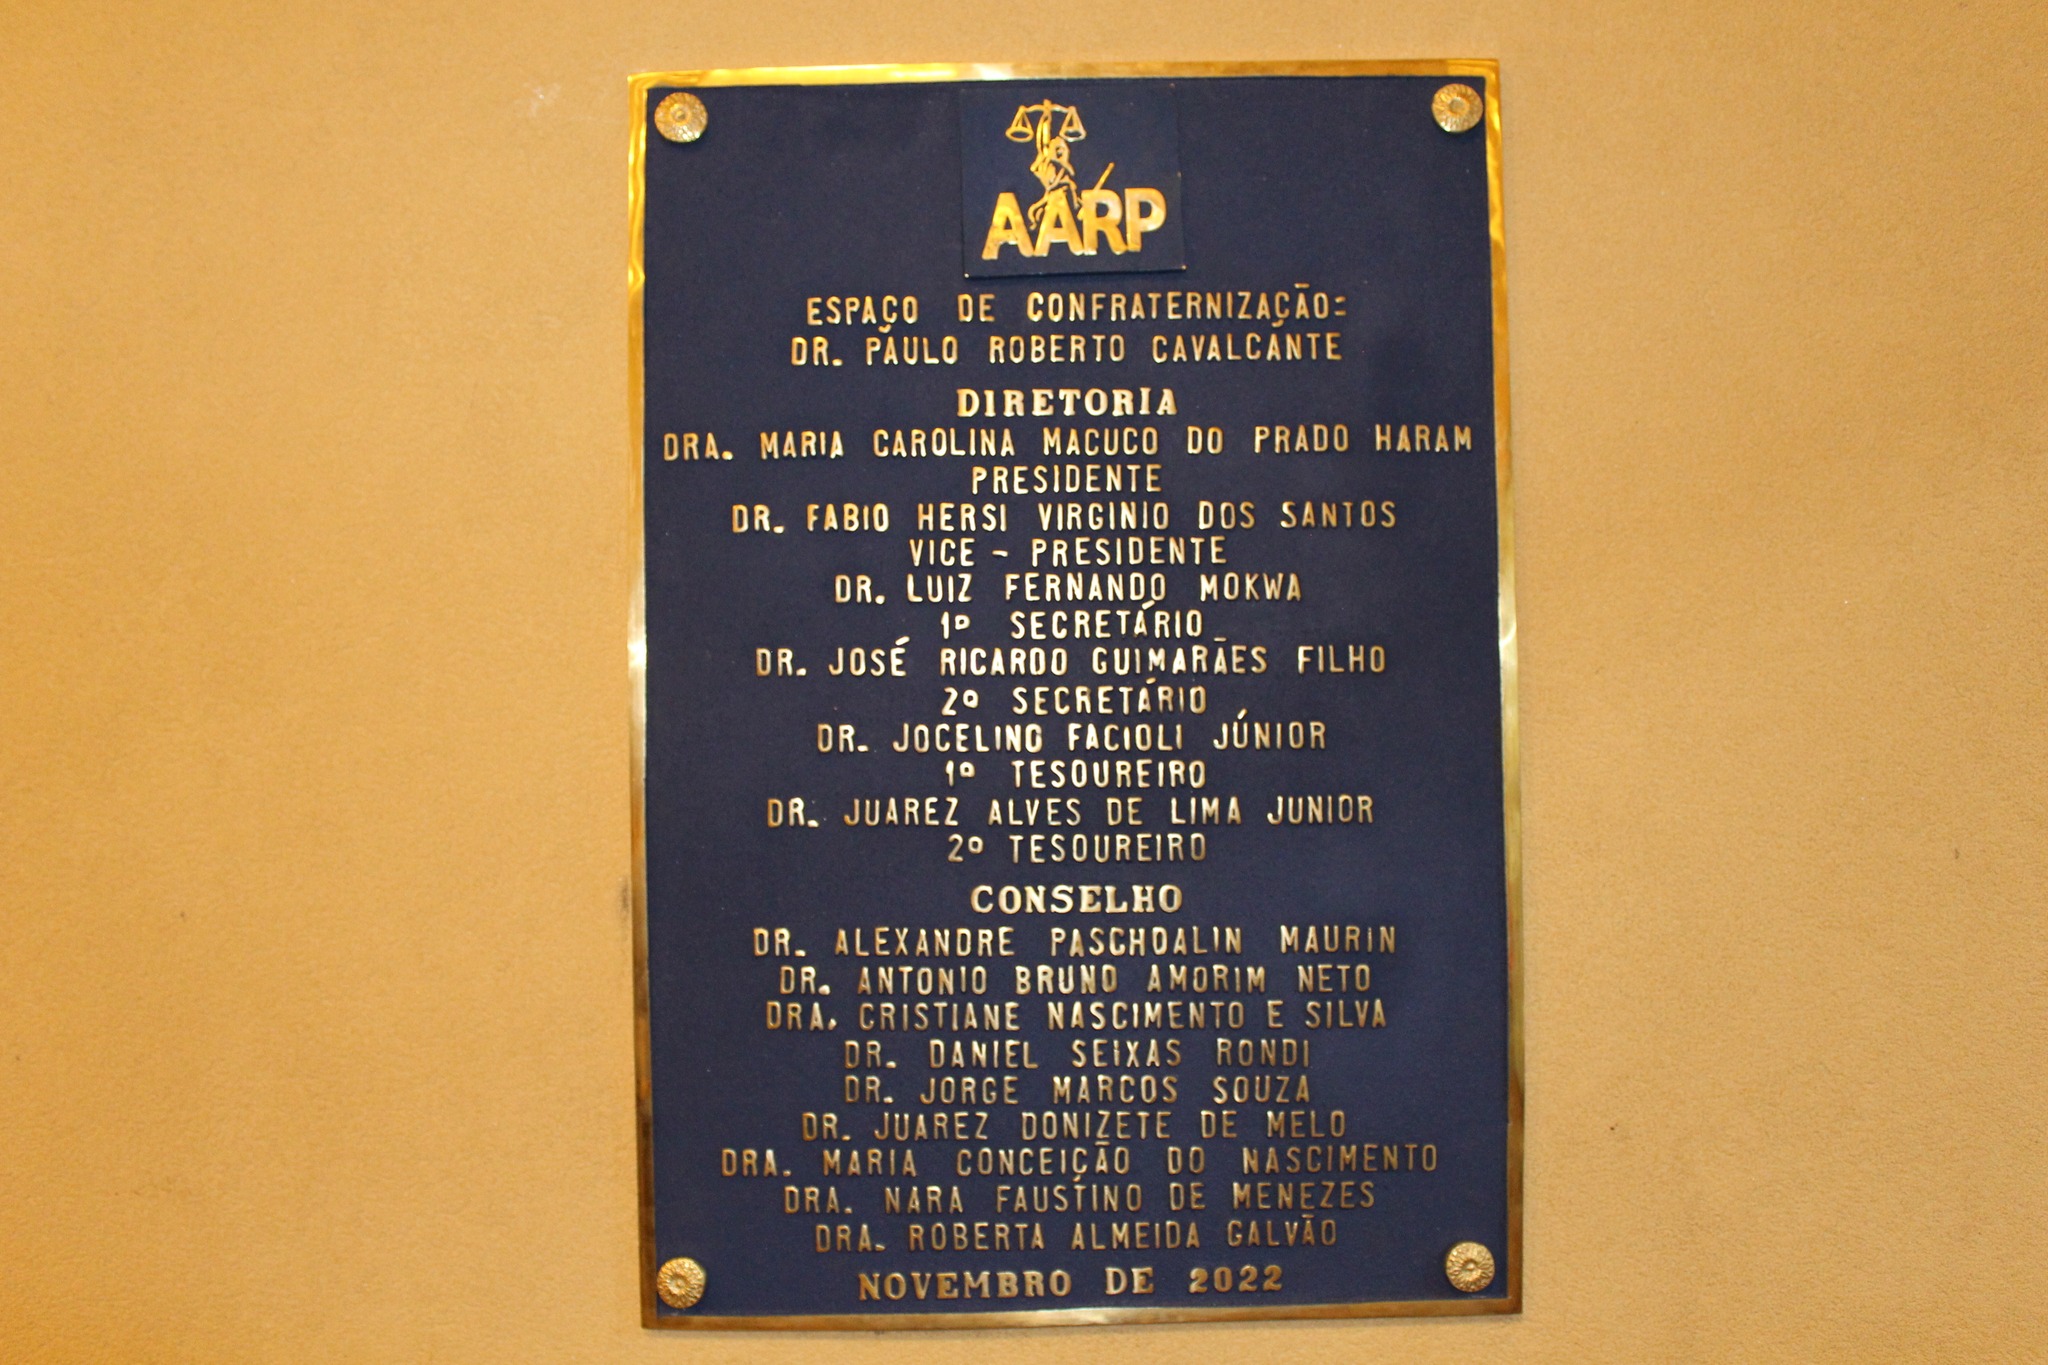 AARP
ESPAÇO DE CONFRATERNIZAÇÃO:
DR. PAULO ROBERTO CAVALCANTE
DIRETORIA
DRA. MARIA CAROLINA MACUCO DO PRADO HARAM
PRESIDENTE
DR. FABIO HERSI VIRGINIO DOS SANTOS
VICE - PRESIDENTE
DR. LUIZ FERNANDO MOKWA
1º SECRETÁRIO
DR. JOSÉ RICARDO GUIMARÃES FILHO
2º SECRETÁRIO
DR. JOCELINO FACIOLI JÚNIOR
1º TESOUREIRO
DR. JUAREZ ALVES DE LIMA JUNIOR
2º TESOUREIRO
CONSELHO
DR. ALEXANDRE PASCHOALIN MAURIN
DR. ANTONIO BRUNO AMORIM NETO
DRA. CRISTIANE NASCIMENTO E SILVA
DR. DANIEL SEIXAS RONDI
DR. JORGE MARCOS SOUZA
DR. JUAREZ DONIZETE DE MELO
DRA. MARIA CONCEIÇÃO DO NASCIMENTO
DRA. NARA FAUSTINO DE MENEZES
DRA. ROBERTA ALMEIDA GALVÃO
NOVEMBRO DE 2022